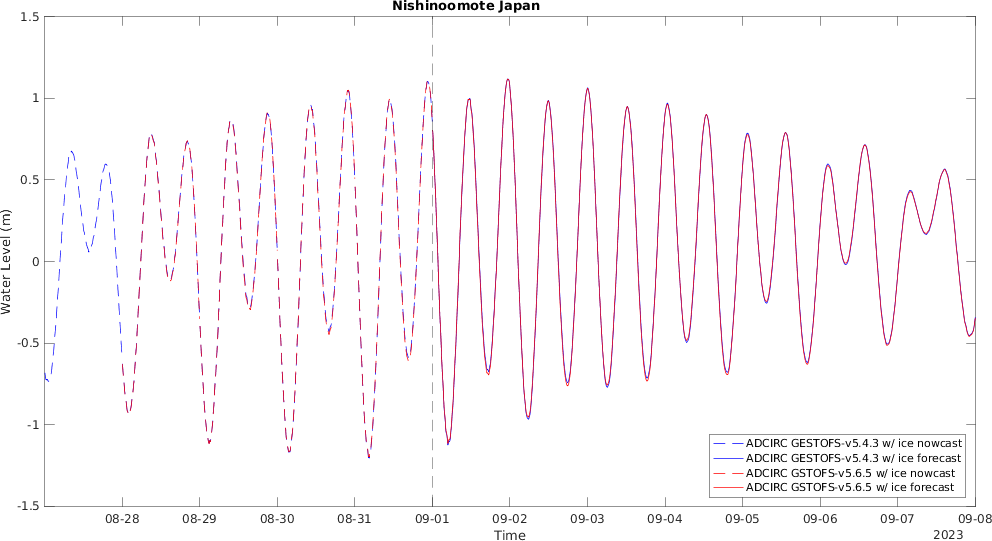 Nishinoomote Japan
1.5
1
0.5
0
-0.5
-1
-1.5
Water Level (m)
08-28 08-29 08-30 08-31 09-01 09-02 09-03 09-04 09-05 09-06 09-07 09-08
Time
2023
ADCIRC GESTOFS-v5.4.3 w/ ice nowcast
ADCIRC GESTOFS-v5.4.3 w/ ice forecast
ADCIRC GSTOFS-v5.6.5 w/ ice nowcast
ADCIRC GSTOFS-v5.6.5 w/ ice forecast